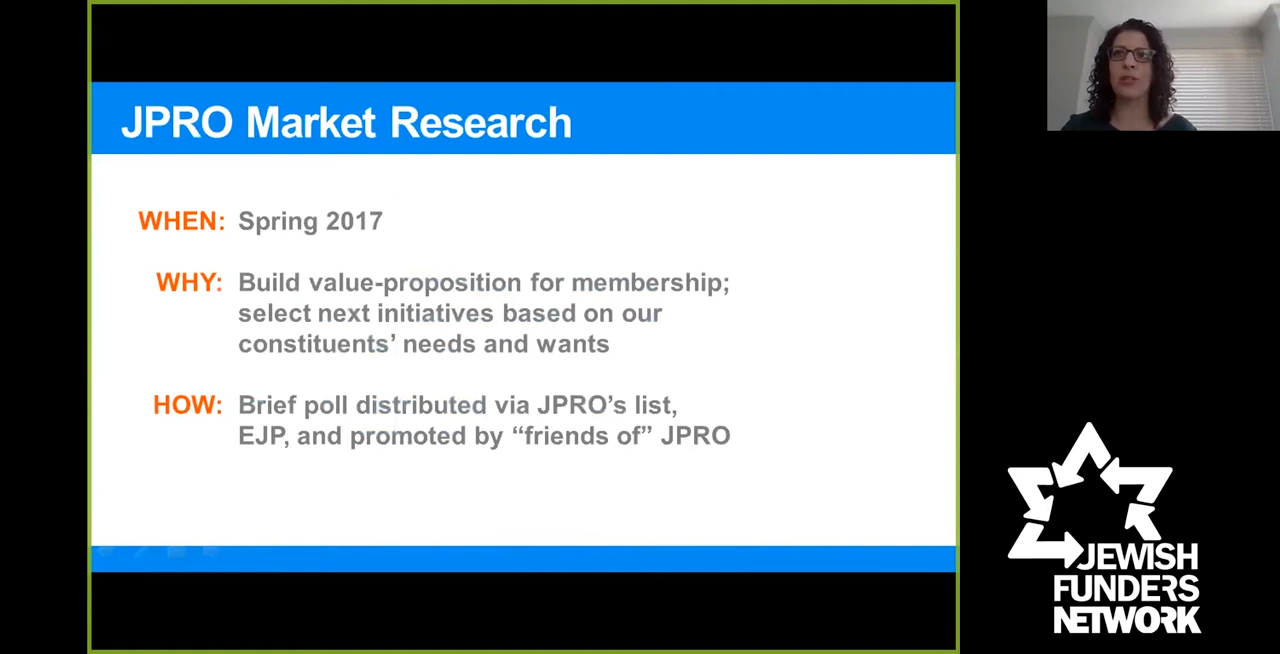 JPRO Market Research
WHEN: Spring 2017
WHY: Build value-proposition for membership;
select next initiatives based on our
constituents’ needs and wants
HOW: Brief poll distributed via JPRO’s list,
EJP, and promoted by “friends of” JPRO
JEWISH
FUNDERS
NETWORK